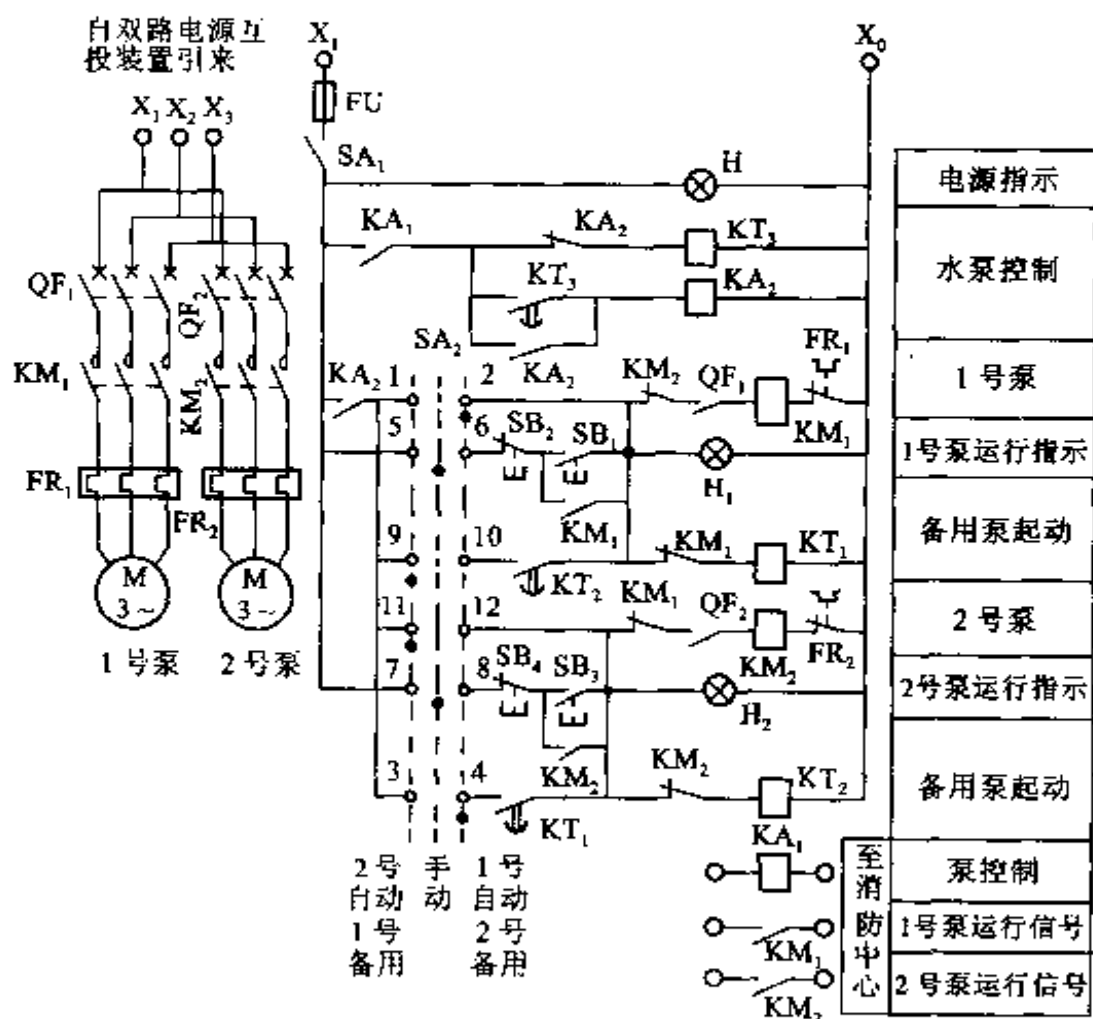 自双路电源互
投装置引来
X₁ X₂ X₃
X₁
X₀
FU
SA₁
H
电源指示
KA₁
KA₂
KT₃
水泵控制
KT₃
KA₂
QF₁
QF₂
SA₂
KA₂
FR₁
KM₁
KM₂
KA₂
1
2
KM₂
QF₁
KM₁
1号泵
5
6
SB₂
SB₁
H₁
1号泵运行指示
FR₁
FR₂
KM₁
9
10
KT₂
KM₁
KT₁
备用泵起动
M
3~
M
3~
1号泵
2号泵
11
12
KM₁
QF₂
KM₂
FR₂
2号泵
7
8
SB₄
SB₃
H₂
2号泵运行指示
KM₂
3
4
KT₁
KM₂
KT₂
备用泵起动
2号
自动
1号
备用
手
动
1号
自动
2号
备用
KA₁
泵控制
KM₁
1号泵运行信号
KM₂
2号泵运行信号
至消防中心